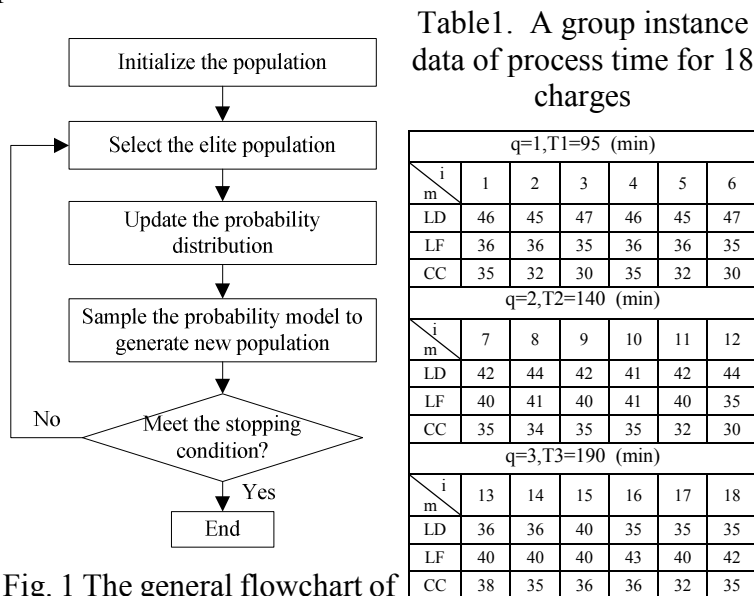 Initialize the population
Select the elite population
Update the probability
distribution
Sample the probability model to
generate new population
Meet the stopping
condition?
No
Yes
End
Fig. 1 The general flowchart of
Table1. A group instance
data of process time for 18
charges
q=1,T1=95 (min)
i
m
1 2 3 4 5 6
LD 46 45 47 46 45 47
LF 36 36 35 36 36 35
CC 35 32 30 35 32 30
q=2,T2=140 (min)
i
m
7 8 9 10 11 12
LD 42 44 42 41 42 44
LF 40 41 40 41 40 35
CC 35 34 35 35 32 30
q=3,T3=190 (min)
i
m
13 14 15 16 17 18
LD 36 36 40 35 35 35
LF 40 40 40 43 40 42
CC 38 35 36 36 32 35